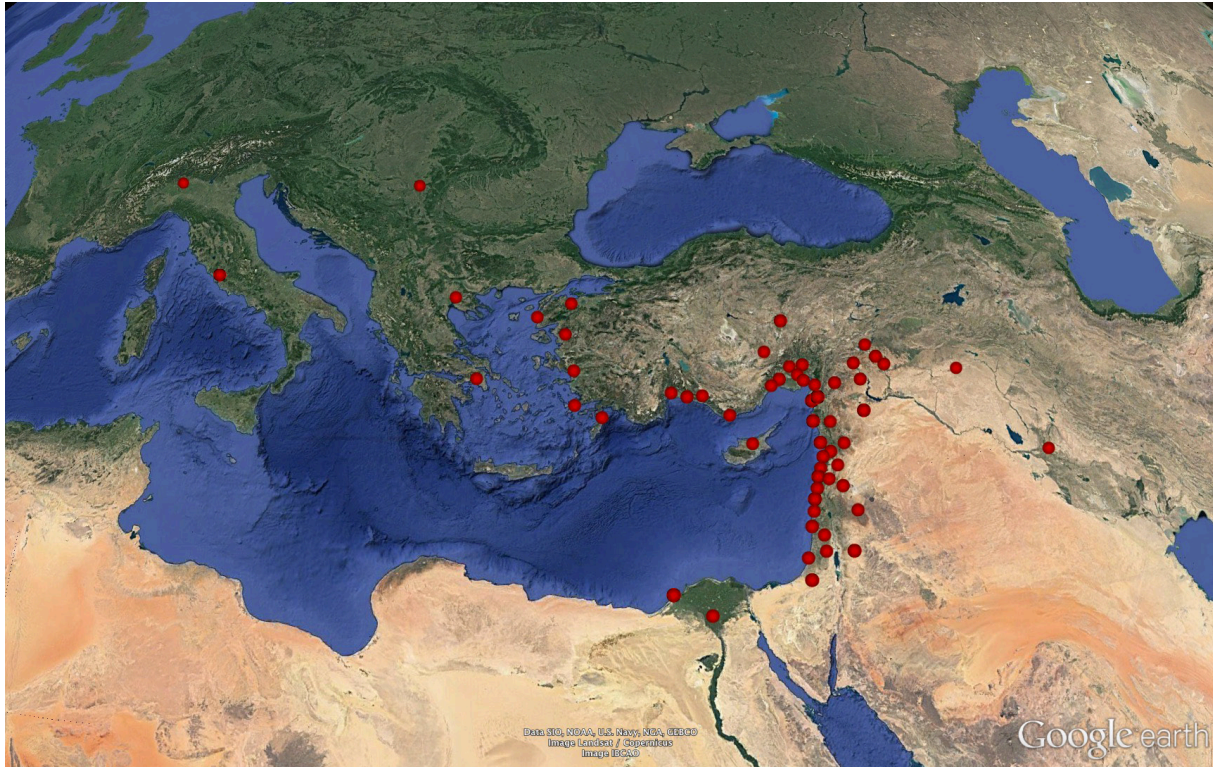 Data SIO, NOAA, U.S. Navy, NGA, GEBCO
Image Landsat / Copernicus
Image IBCAO
Google earth